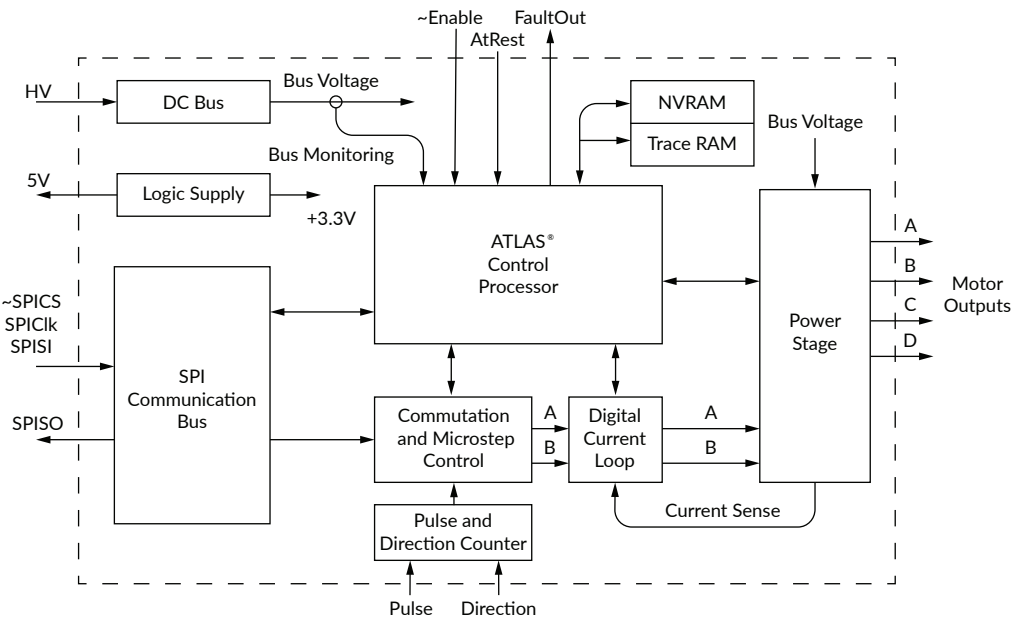 ~Enable
FaultOut
AtRest
HV
DC Bus
Bus Voltage
Bus Monitoring
NVRAM
Trace RAM
Bus Voltage
5V
Logic Supply
+3.3V
ATLAS®
Control
Processor
A
B
C
D
Motor
Outputs
Power
Stage
~SPICS
SPIClk
SPISI
SPISO
SPI
Communication
Bus
Commutation
and Microstep
Control
A
B
Digital
Current
Loop
A
B
Current Sense
Pulse and
Direction Counter
Pulse
Direction